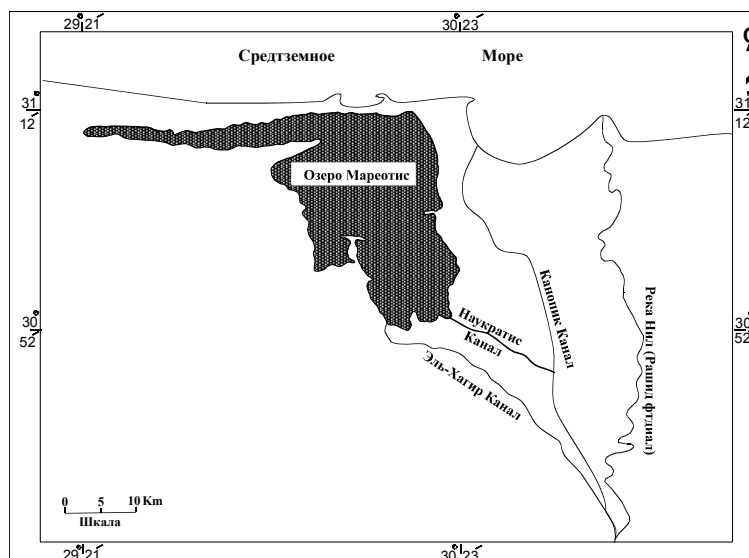 29° 21' 30° 23'
Средтземное Море
31° 12' 31° 12'
Озеро Мареотис
Канопик Канал
Река Нил (Рашид фтдиал)
Наукратис
Канал
30° 52' 30° 52'
Эль-Хагир Канал
0 5 10 Km
Шкала
29° 21' 30° 23'